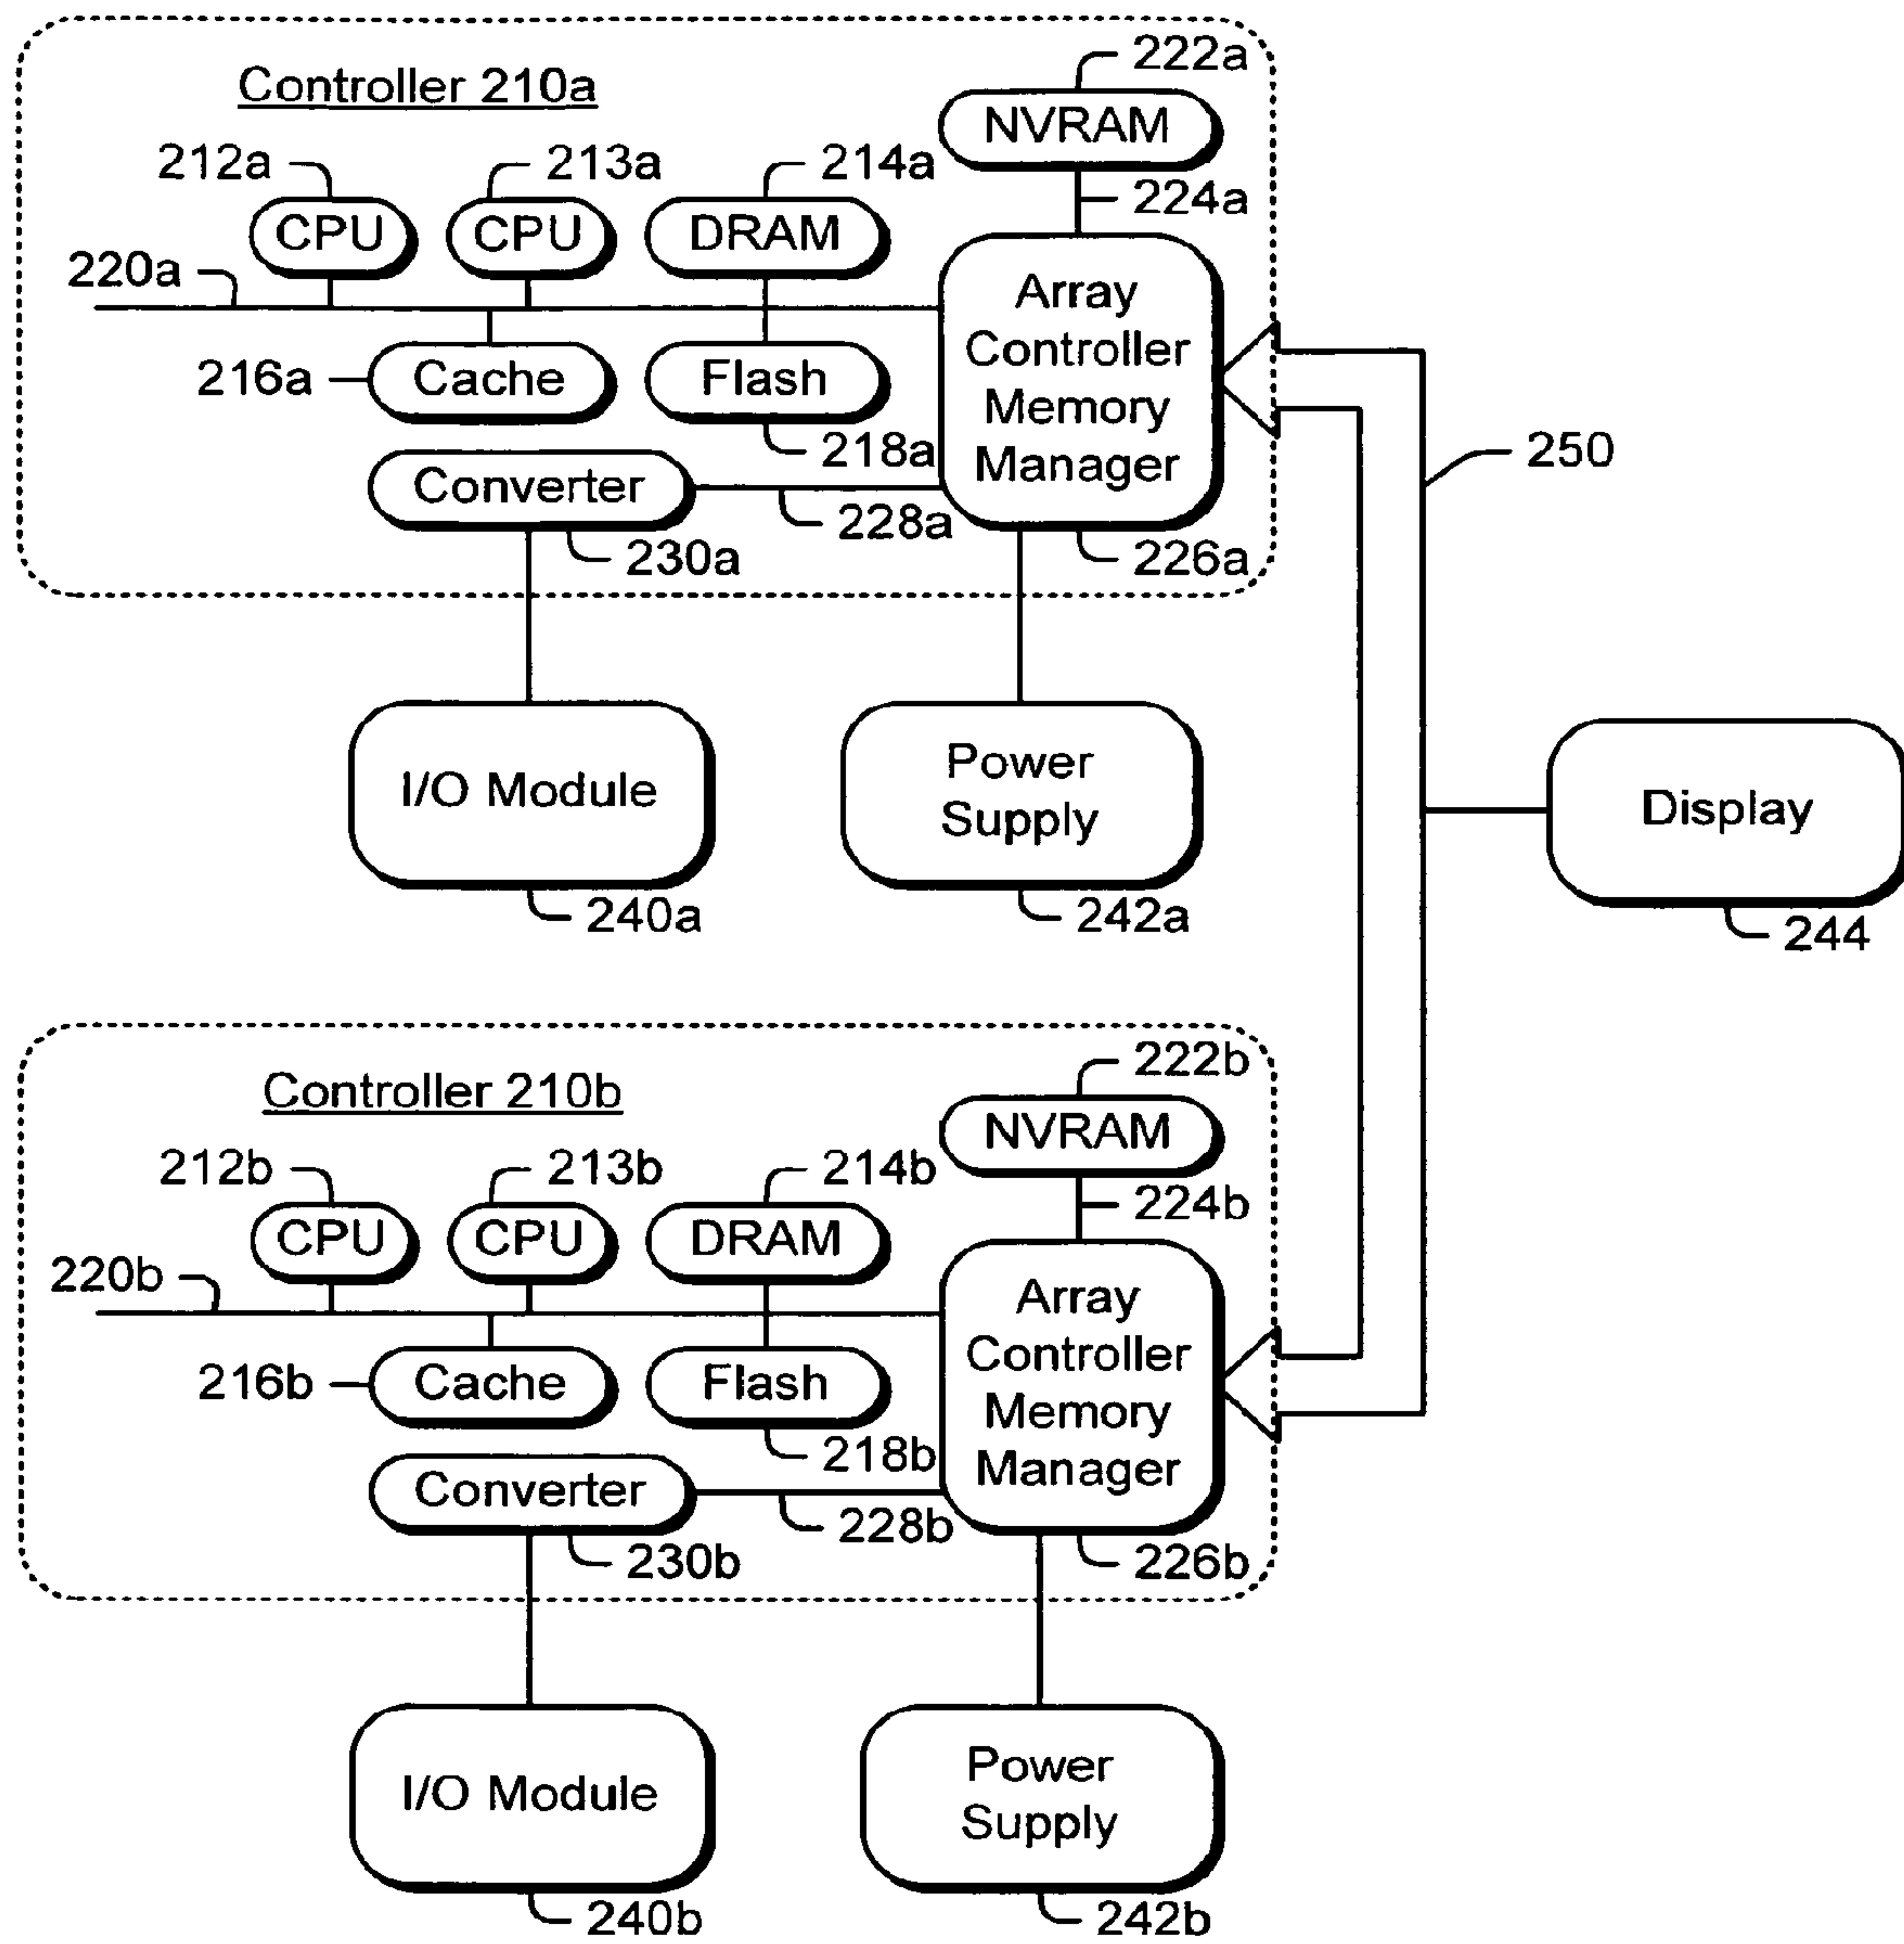 222a
Controller 210a
NVRAM
212a
213a
214a
224a
CPU
CPU
DRAM
220a
Array
Controller
Memory
Manager
216a
Cache
Flash
218a
250
Converter
228a
230a
226a
I/O Module
Power
Supply
Display
240a
242a
244
222b
Controller 210b
NVRAM
212b
213b
214b
224b
CPU
CPU
DRAM
220b
Array
Controller
Memory
Manager
216b
Cache
Flash
218b
Converter
228b
230b
226b
I/O Module
Power
Supply
240b
242b